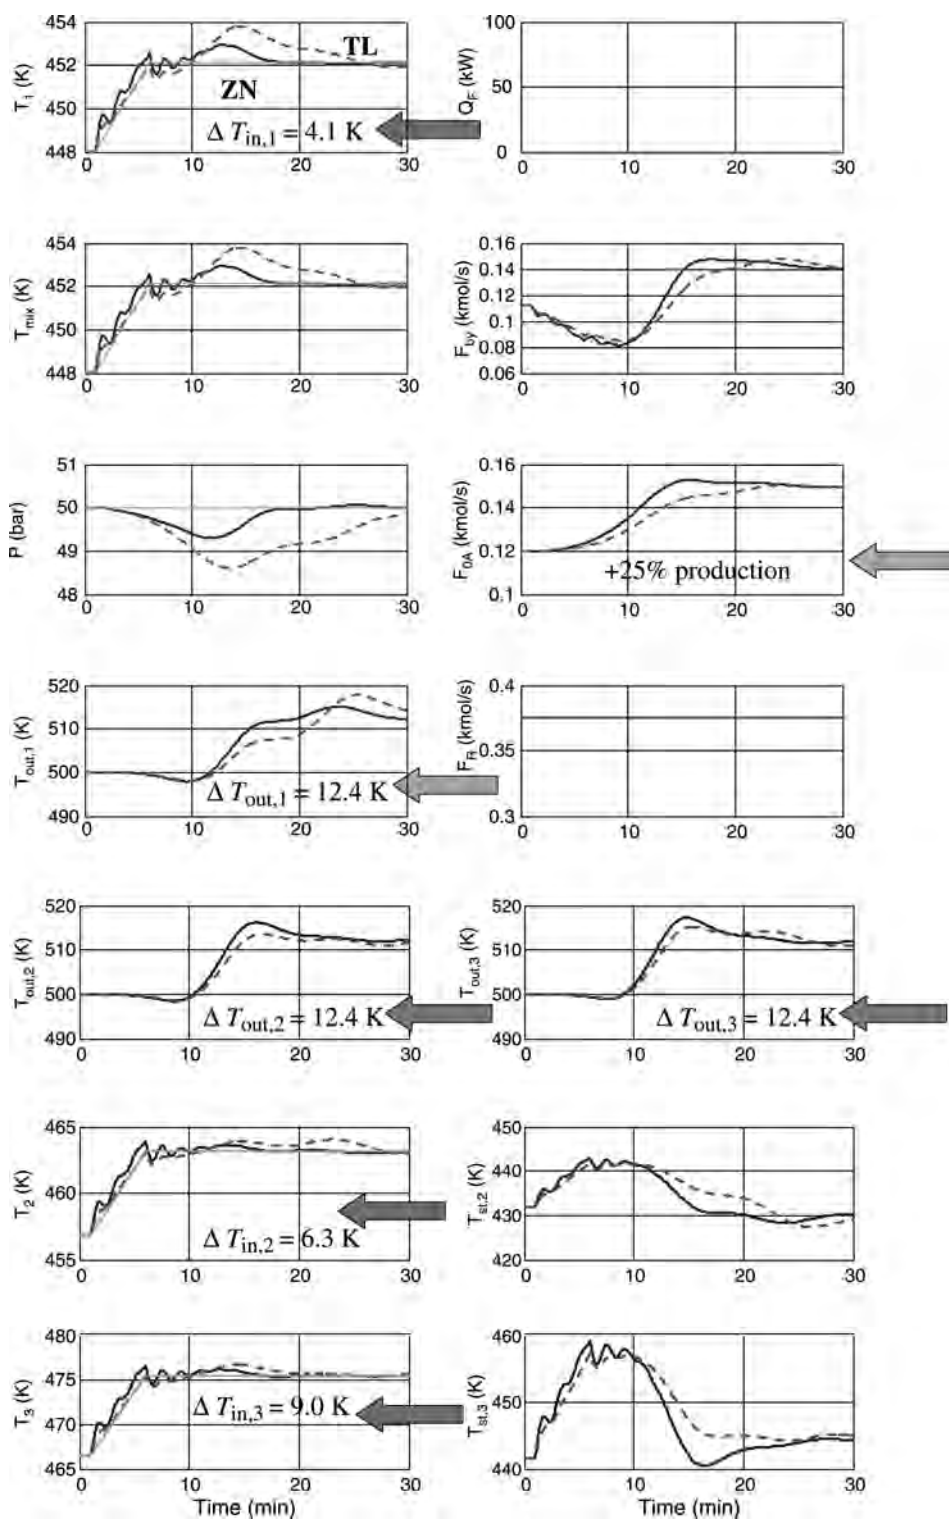 454
452
450
448
T1 (K)
TL
ZN
Δ Tin,1 = 4.1 K
0 10 20 30
100
50
0
QF (kW)
0 10 20 30
454
452
450
448
Tmix (K)
0 10 20 30
0.16
0.14
0.12
0.1
0.08
0.06
Fby (kmol/s)
0 10 20 30
51
50
49
48
P (bar)
0 10 20 30
0.16
0.14
0.12
0.1
F0A (kmol/s)
+25% production
0 10 20 30
520
510
500
490
Tout,1 (K)
Δ Tout,1 = 12.4 K
0 10 20 30
0.4
0.35
0.3
FR (kmol/s)
0 10 20 30
520
510
500
490
Tout,2 (K)
Δ Tout,2 = 12.4 K
0 10 20 30
520
510
500
490
Tout,3 (K)
Δ Tout,3 = 12.4 K
0 10 20 30
465
460
455
T2 (K)
Δ Tin,2 = 6.3 K
0 10 20 30
450
440
430
420
Tst,2 (K)
0 10 20 30
480
475
470
465
T3 (K)
Δ Tin,3 = 9.0 K
0 10 20 30
Time (min)
460
450
440
Tst,3 (K)
0 10 20 30
Time (min)